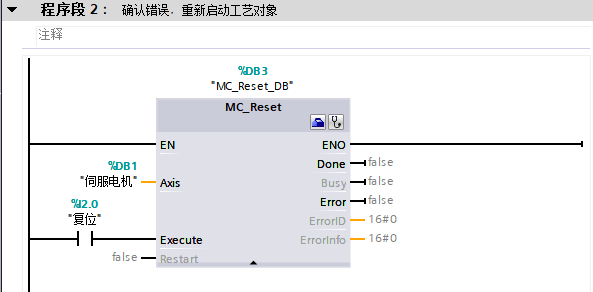 程序段 2： 确认错误，重新启动工艺对象
注释
%DB3
"MC_Reset_DB"
MC_Reset
EN ENO
Done false
%DB1
"伺服电机" Axis Busy false
Error false
%I2.0
"复位" ErrorID 16#0
Execute ErrorInfo 16#0
false Restart